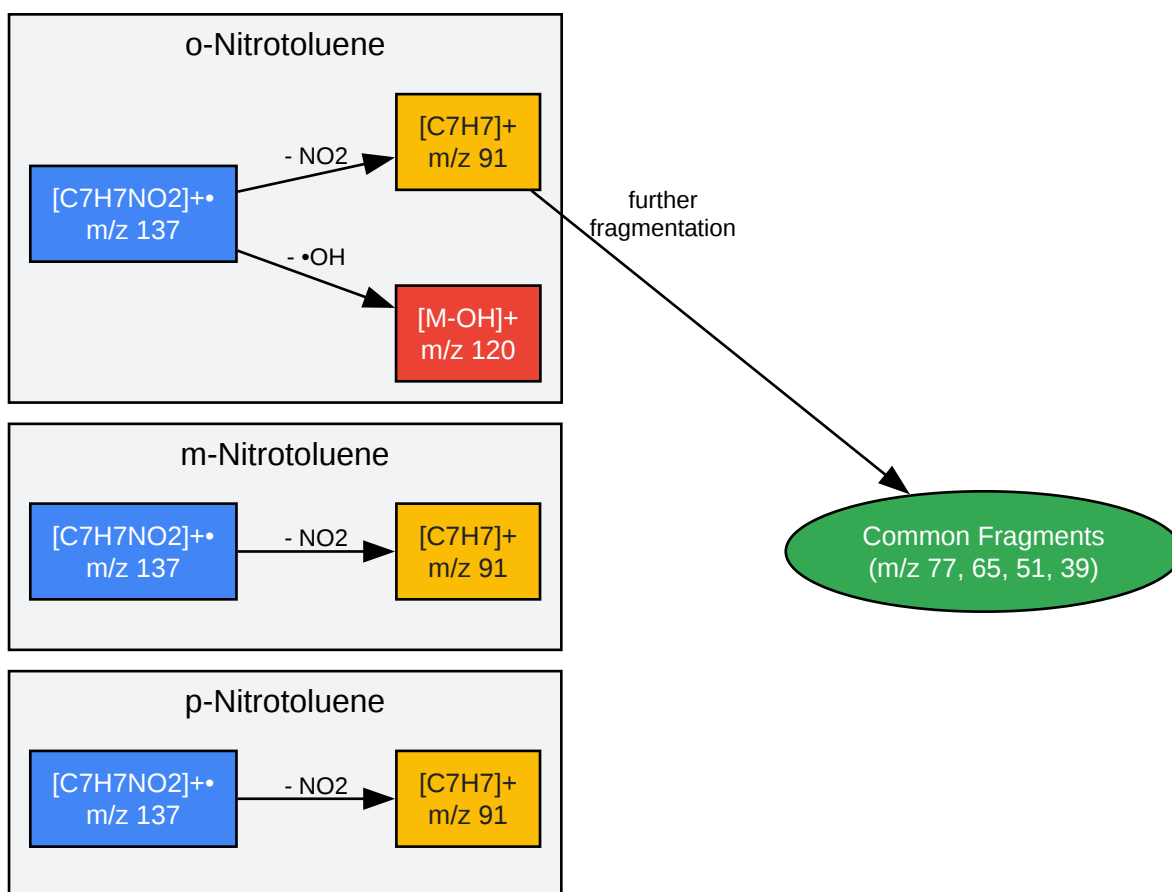 o-Nitrotoluene
[C7H7NO2]+•
m/z 137
- NO2
[C7H7]+
m/z 91
- •OH
[M-OH]+
m/z 120
further
fragmentation
m-Nitrotoluene
[C7H7NO2]+•
m/z 137
- NO2
[C7H7]+
m/z 91
Common Fragments
(m/z 77, 65, 51, 39)
p-Nitrotoluene
[C7H7NO2]+•
m/z 137
- NO2
[C7H7]+
m/z 91